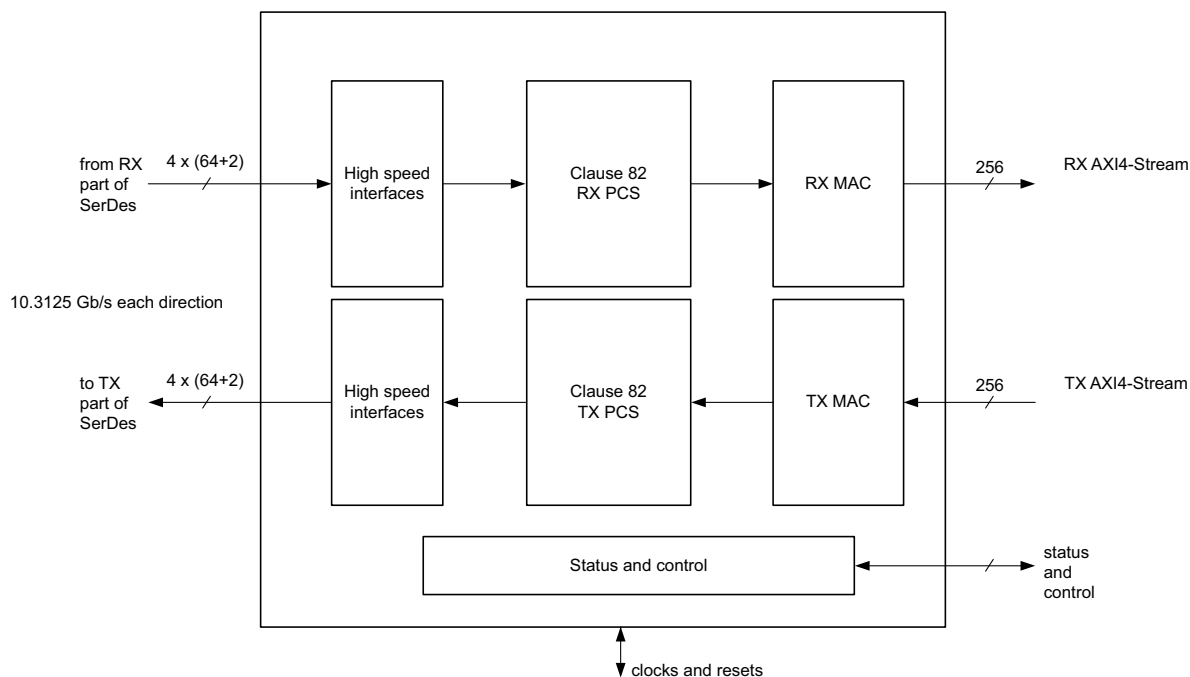 from RX
part of
SerDes
4 x (64+2)
High speed
interfaces
Clause 82
RX PCS
RX MAC
256
RX AXI4-Stream
10.3125 Gb/s each direction
to TX
part of
SerDes
4 x (64+2)
High speed
interfaces
Clause 82
TX PCS
TX MAC
256
TX AXI4-Stream
Status and control
status
and
control
clocks and resets